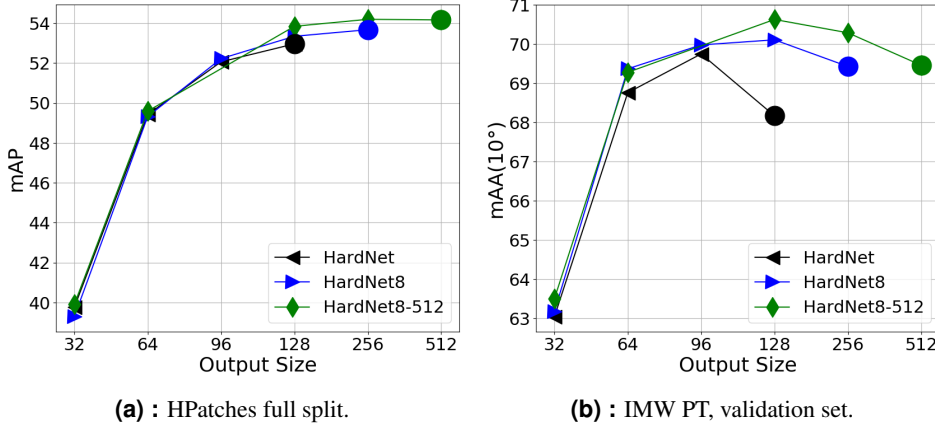 54
52
50
48
46
44
42
40
mAP
32 64 96 128 256 512
Output Size
HardNet
HardNet8
HardNet8-512
(a) : HPatches full split.
71
70
69
68
67
66
65
64
63
mAA(10°)
32 64 96 128 256 512
Output Size
HardNet
HardNet8
HardNet8-512
(b) : IMW PT, validation set.